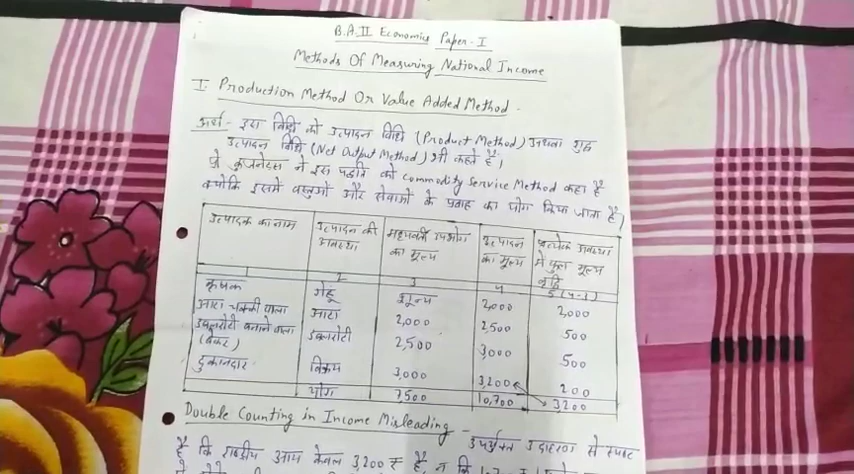 B.A.II Economics Paper-I
Methods Of Measuring National Income
I. Production Method Or Value Added Method.
अर्थ- इस विधि को उत्पादन विधि (Product Method) अथवा शुद्ध
उत्पादन विधि (Net Output Method) भी कहते हैं।
प्रो कुजनेट्स ने इस पद्धति को Commodity Service Method कहा है
क्योंकि इसमें वस्तुओं और सेवाओं के प्रवाह का योग किया जाता है।
उत्पादक का नाम
उत्पादन की अवस्था
मध्यवर्ती उपभोग का मूल्य
उत्पादन का मूल्य
प्रत्येक अवस्था में कुल मूल्य वृद्धि
1 2 3 4 5 (4-3)
कृषक गेहूं शून्य 2,000 2,000
आटा चक्की वाला आटा 2,000 2,500 500
डबलरोटी बनाने वाला (बेकर) डबलरोटी 2,500 3,000 500
दुकानदार विक्रय 3,000 3,200 200
योग 7,500 10,700 3200
Double Counting in Income Misleading - उपर्युक्त उदाहरण से स्पष्ट
है कि राष्ट्रीय आय केवल 3,200 ₹ है, न कि